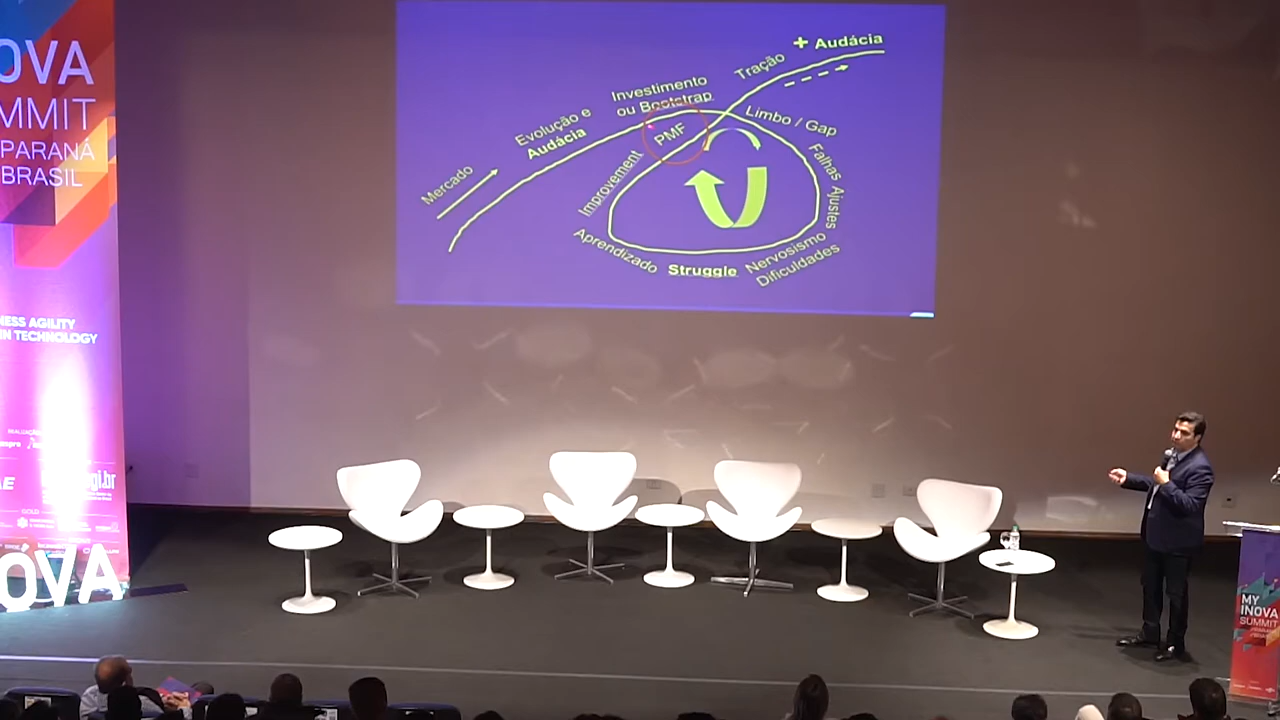 OVA
MMIT
PARANÁ
BRASIL
NESS AGILITY
IN TECHNOLOGY
GOLD
OVA
+ Audácia
Tração
Investimento
ou Bootstrap
Evolução e
Audácia
Mercado
PMF
Limbo / Gap
Falhas Ajustes
Improvement
Aprendizado
Struggle
Nervosismo
Dificuldades
MY
INOVA
SUMMIT